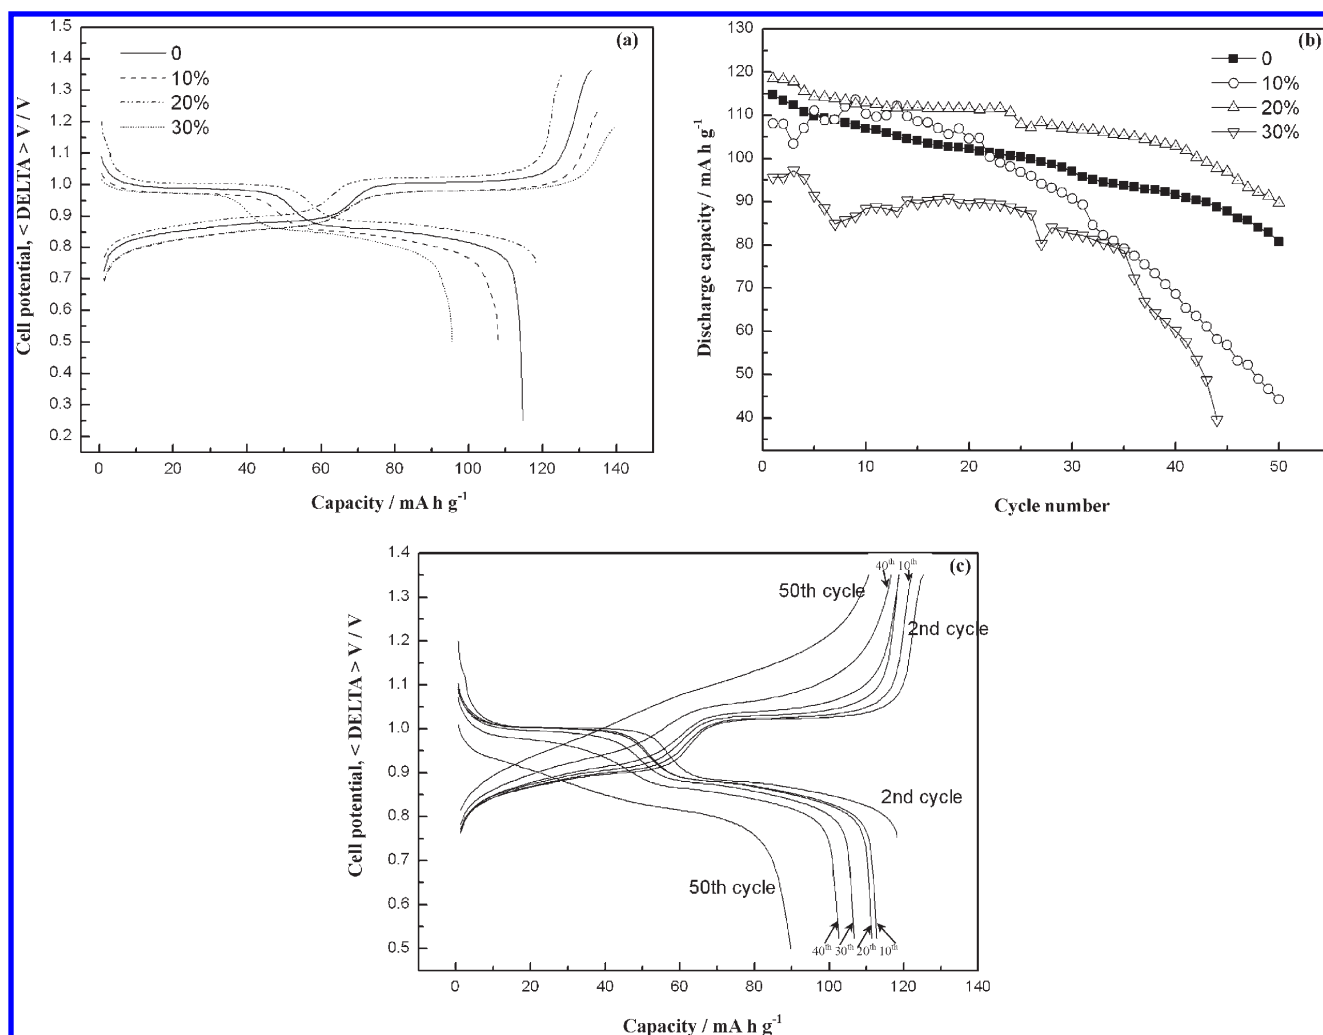 (a)
0
10%
20%
30%
1.5
1.4
1.3
1.2
1.1
1.0
0.9
0.8
0.7
0.6
0.5
0.4
0.3
0.2
Cell potential, < DELTA > V / V
0 20 40 60 80 100 120 140
Capacity / mA h g-1
(b)
0
10%
20%
30%
130
120
110
100
90
80
70
60
50
40
Discharge capacity / mA h g-1
0 10 20 30 40 50
Cycle number
(c)
1.4
1.3
1.2
1.1
1.0
0.9
0.8
0.7
0.6
0.5
Cell potential, < DELTA > V / V
40th 10th
50th cycle
2nd cycle
2nd cycle
50th cycle
40th 30th 20th 10th
0 20 40 60 80 100 120 140
Capacity / mA h g-1